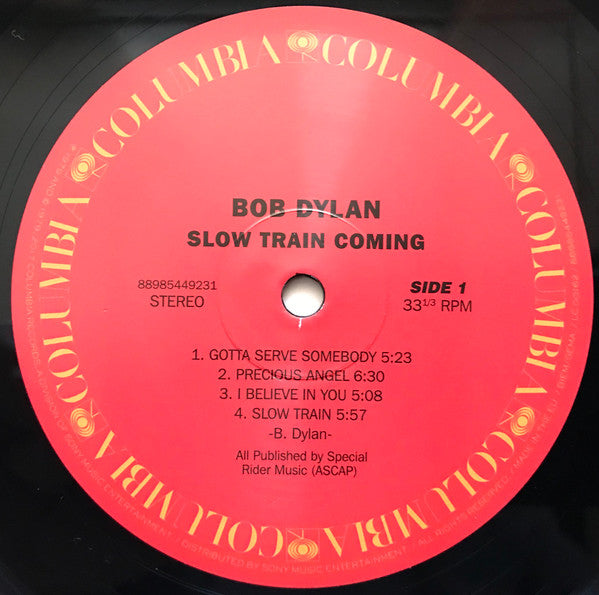 COLUMBIA COLUMBIA COLUMBIA COLUMBIA COLUMBIA COLUMBIA
BOB DYLAN
SLOW TRAIN COMING
88985449231
STEREO
SIDE 1
33 1/3 RPM
1. GOTTA SERVE SOMEBODY 5:23
2. PRECIOUS ANGEL 6:30
3. I BELIEVE IN YOU 5:08
4. SLOW TRAIN 5:57
-B. Dylan-
All Published by Special
Rider Music (ASCAP)
DISTRIBUTED BY SONY MUSIC ENTERTAINMENT · ALL RIGHTS RESERVED · MADE IN THE EU